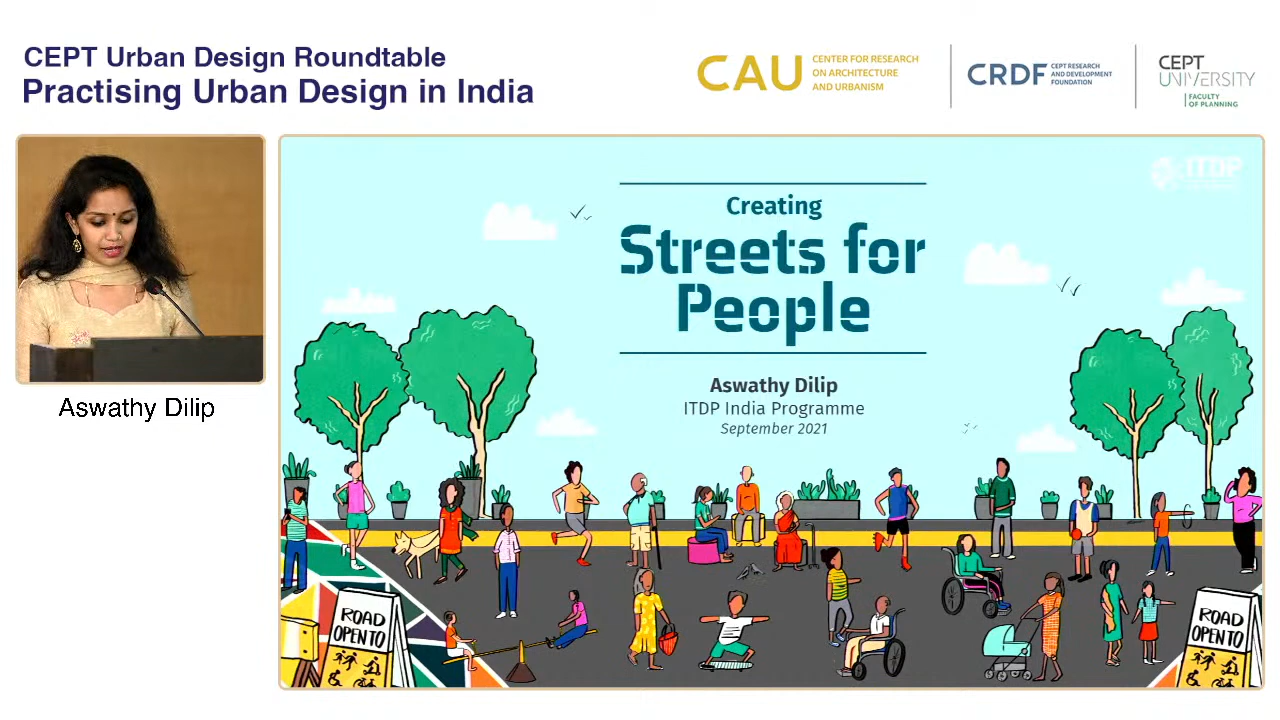 CEPT Urban Design Roundtable
Practising Urban Design in India
CAU
CENTER FOR RESEARCH
ON ARCHITECTURE
AND URBANISM
CRDF
CEPT RESEARCH
AND DEVELOPMENT
FOUNDATION
CEPT
UNIVERSITY
FACULTY
OF PLANNING
ITDP
Creating
Streets for
People
Aswathy Dilip
ITDP India Programme
September 2021
Aswathy Dilip
ROAD
OPEN TO
ROAD
OPEN TO